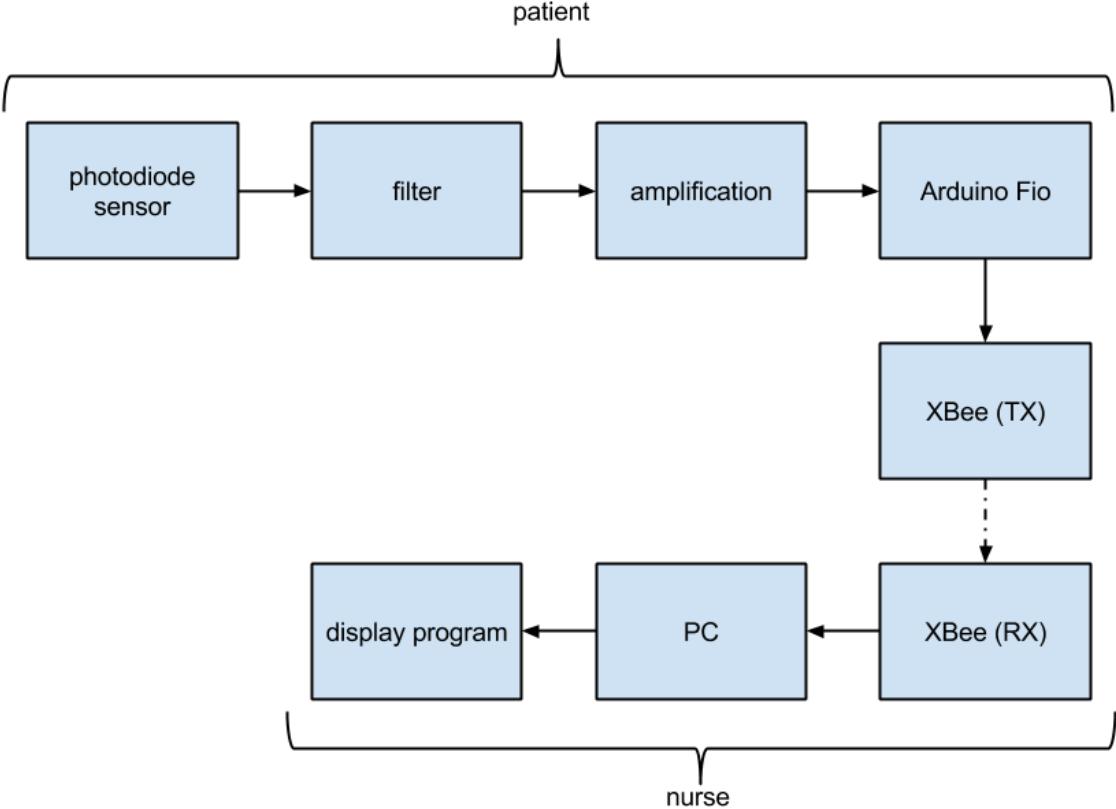 patient
photodiode
sensor
filter
amplification
Arduino Fio
XBee (TX)
display program
PC
XBee (RX)
nurse